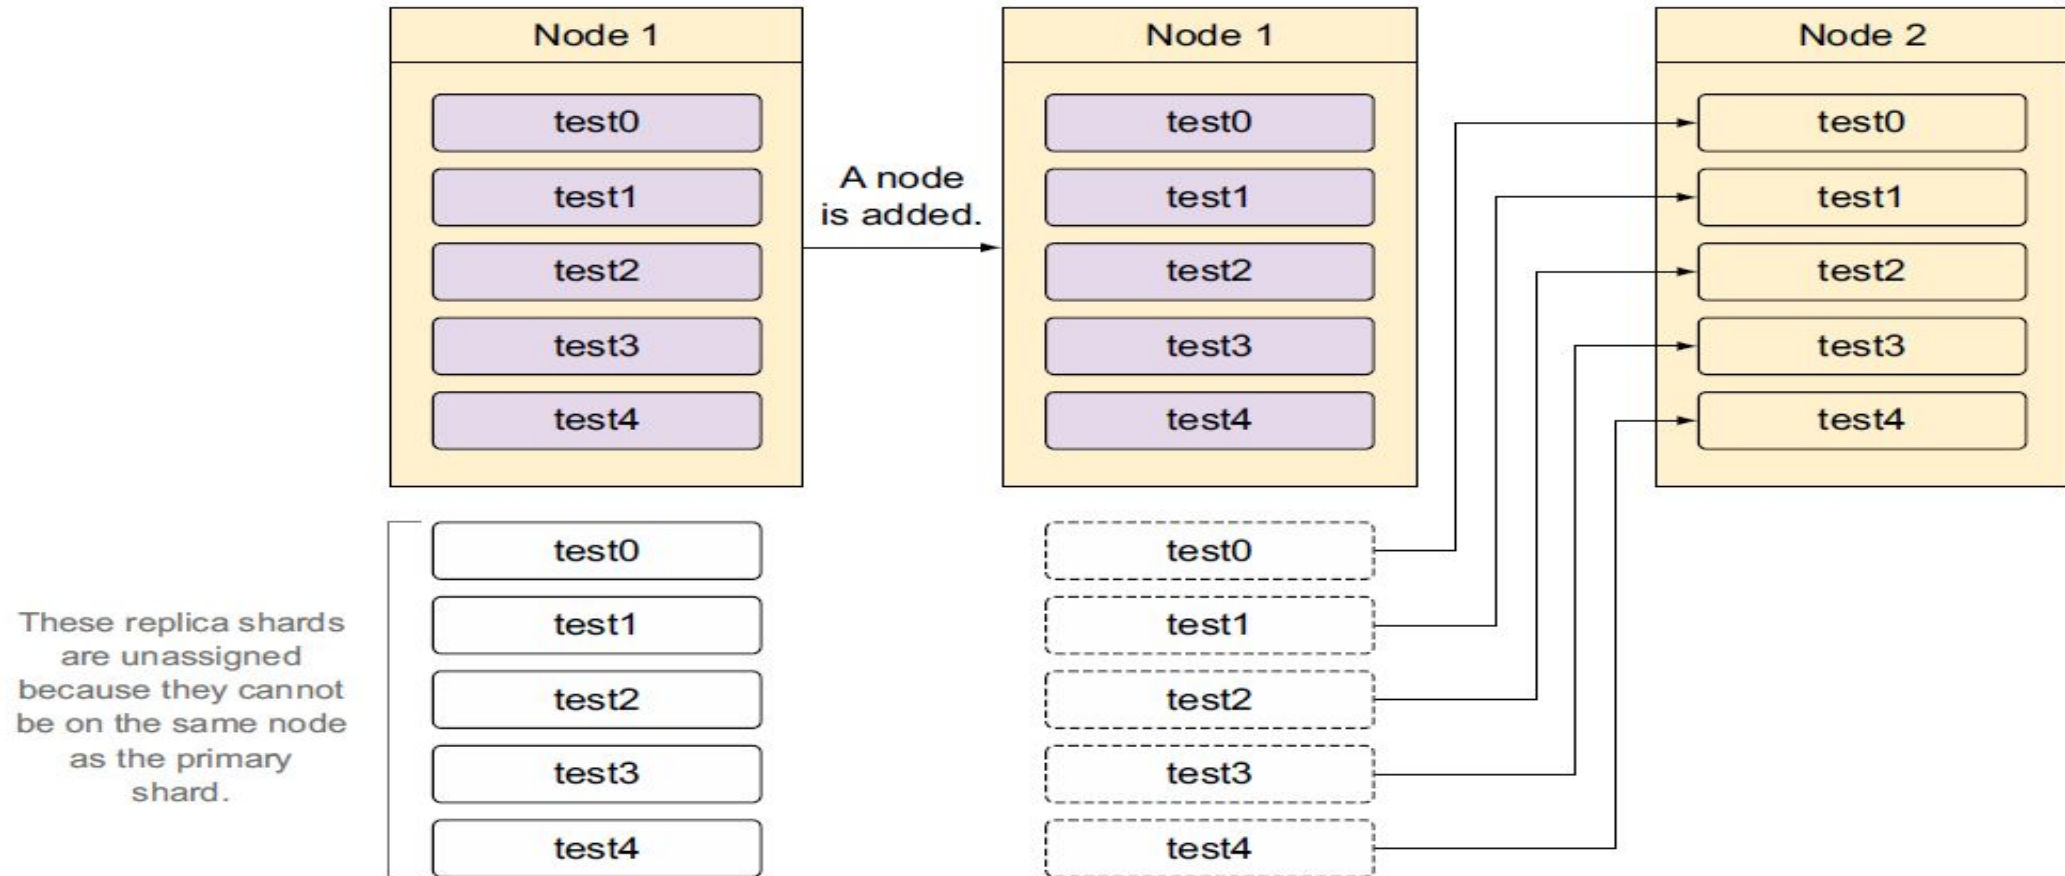 Node 1
test0
test1
test2
test3
test4
A node
is added.
Node 1
test0
test1
test2
test3
test4
Node 2
test0
test1
test2
test3
test4
These replica shards
are unassigned
because they cannot
be on the same node
as the primary
shard.
test0
test1
test2
test3
test4
test0
test1
test2
test3
test4